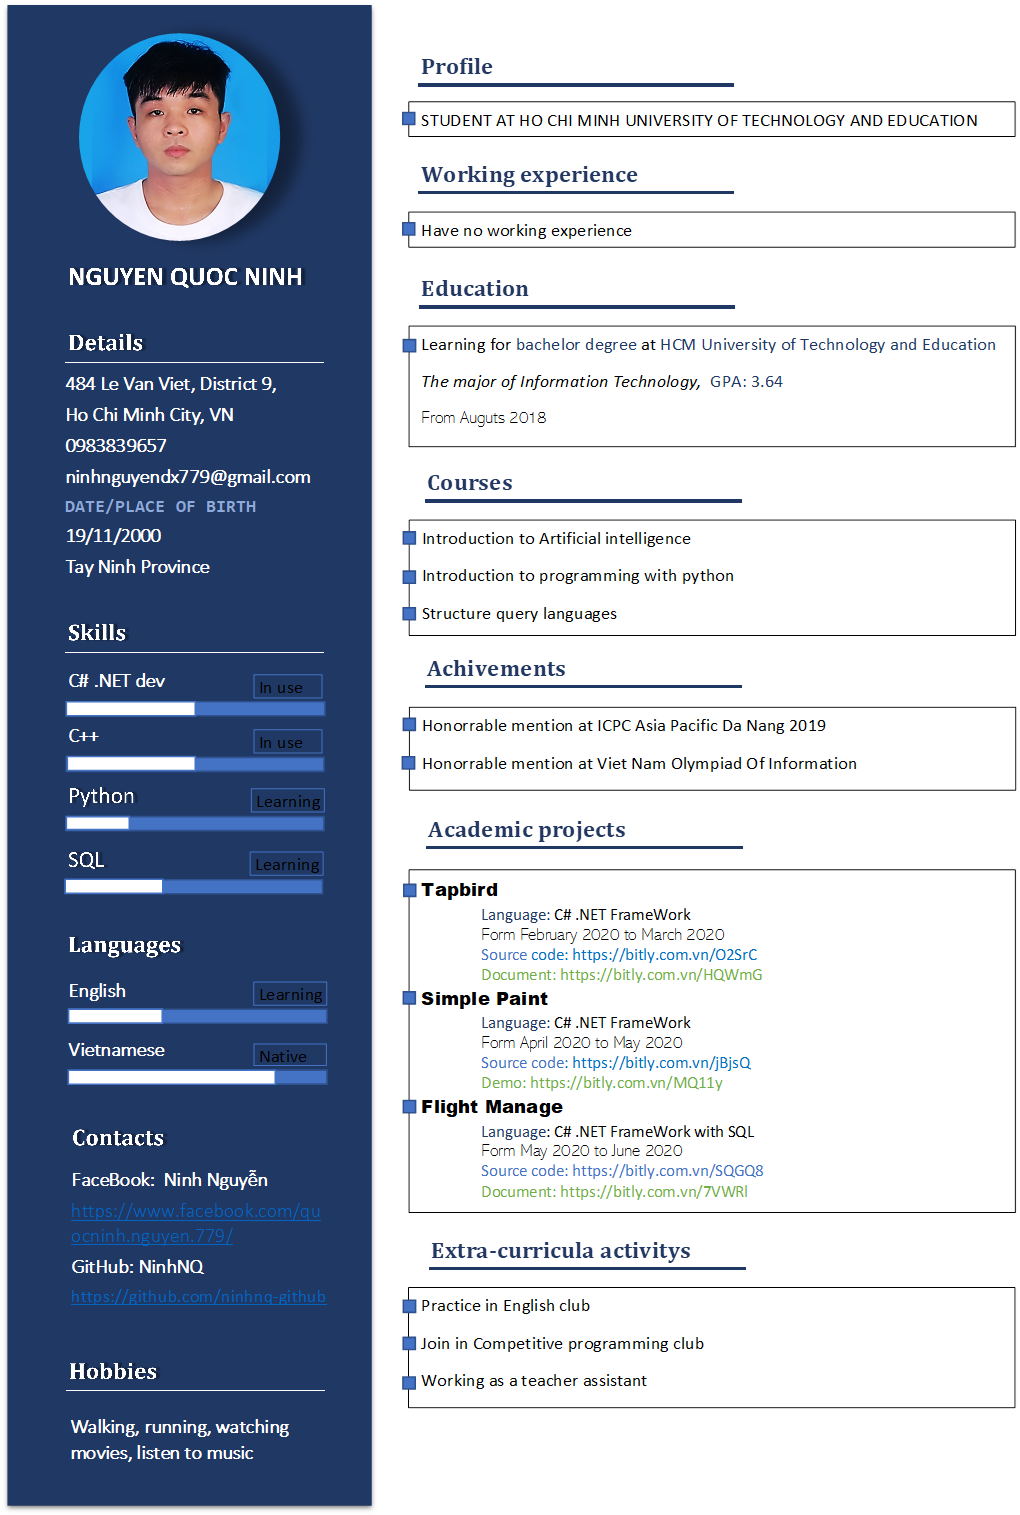 NGUYEN QUOC NINH
Details
484 Le Van Viet, District 9,
Ho Chi Minh City, VN
0983839657
ninhnguyendx779@gmail.com
DATE/PLACE OF BIRTH
19/11/2000
Tay Ninh Province
Skills
C# .NET dev
In use
C++
In use
Python
Learning
SQL
Learning
Languages
English
Learning
Vietnamese
Native
Contacts
FaceBook: Ninh Nguyễn
https://www.facebook.com/qu
ocninh.nguyen.779/
GitHub: NinhNQ
https://github.com/ninhnq-github
Hobbies
Walking, running, watching
movies, listen to music
Profile
STUDENT AT HO CHI MINH UNIVERSITY OF TECHNOLOGY AND EDUCATION
Working experience
Have no working experience
Education
Learning for bachelor degree at HCM University of Technology and Education
The major of Information Technology, GPA: 3.64
From Auguts 2018
Courses
Introduction to Artificial intelligence
Introduction to programming with python
Structure query languages
Achivements
Honorrable mention at ICPC Asia Pacific Da Nang 2019
Honorrable mention at Viet Nam Olympiad Of Information
Academic projects
Tapbird
Language: C# .NET FrameWork
Form February 2020 to March 2020
Source code: https://bitly.com.vn/O2SrC
Document: https://bitly.com.vn/HQWmG
Simple Paint
Language: C# .NET FrameWork
Form April 2020 to May 2020
Source code: https://bitly.com.vn/jBjsQ
Demo: https://bitly.com.vn/MQ11y
Flight Manage
Language: C# .NET FrameWork with SQL
Form May 2020 to June 2020
Source code: https://bitly.com.vn/SQGQ8
Document: https://bitly.com.vn/7VWRl
Extra-curricula activitys
Practice in English club
Join in Competitive programming club
Working as a teacher assistant